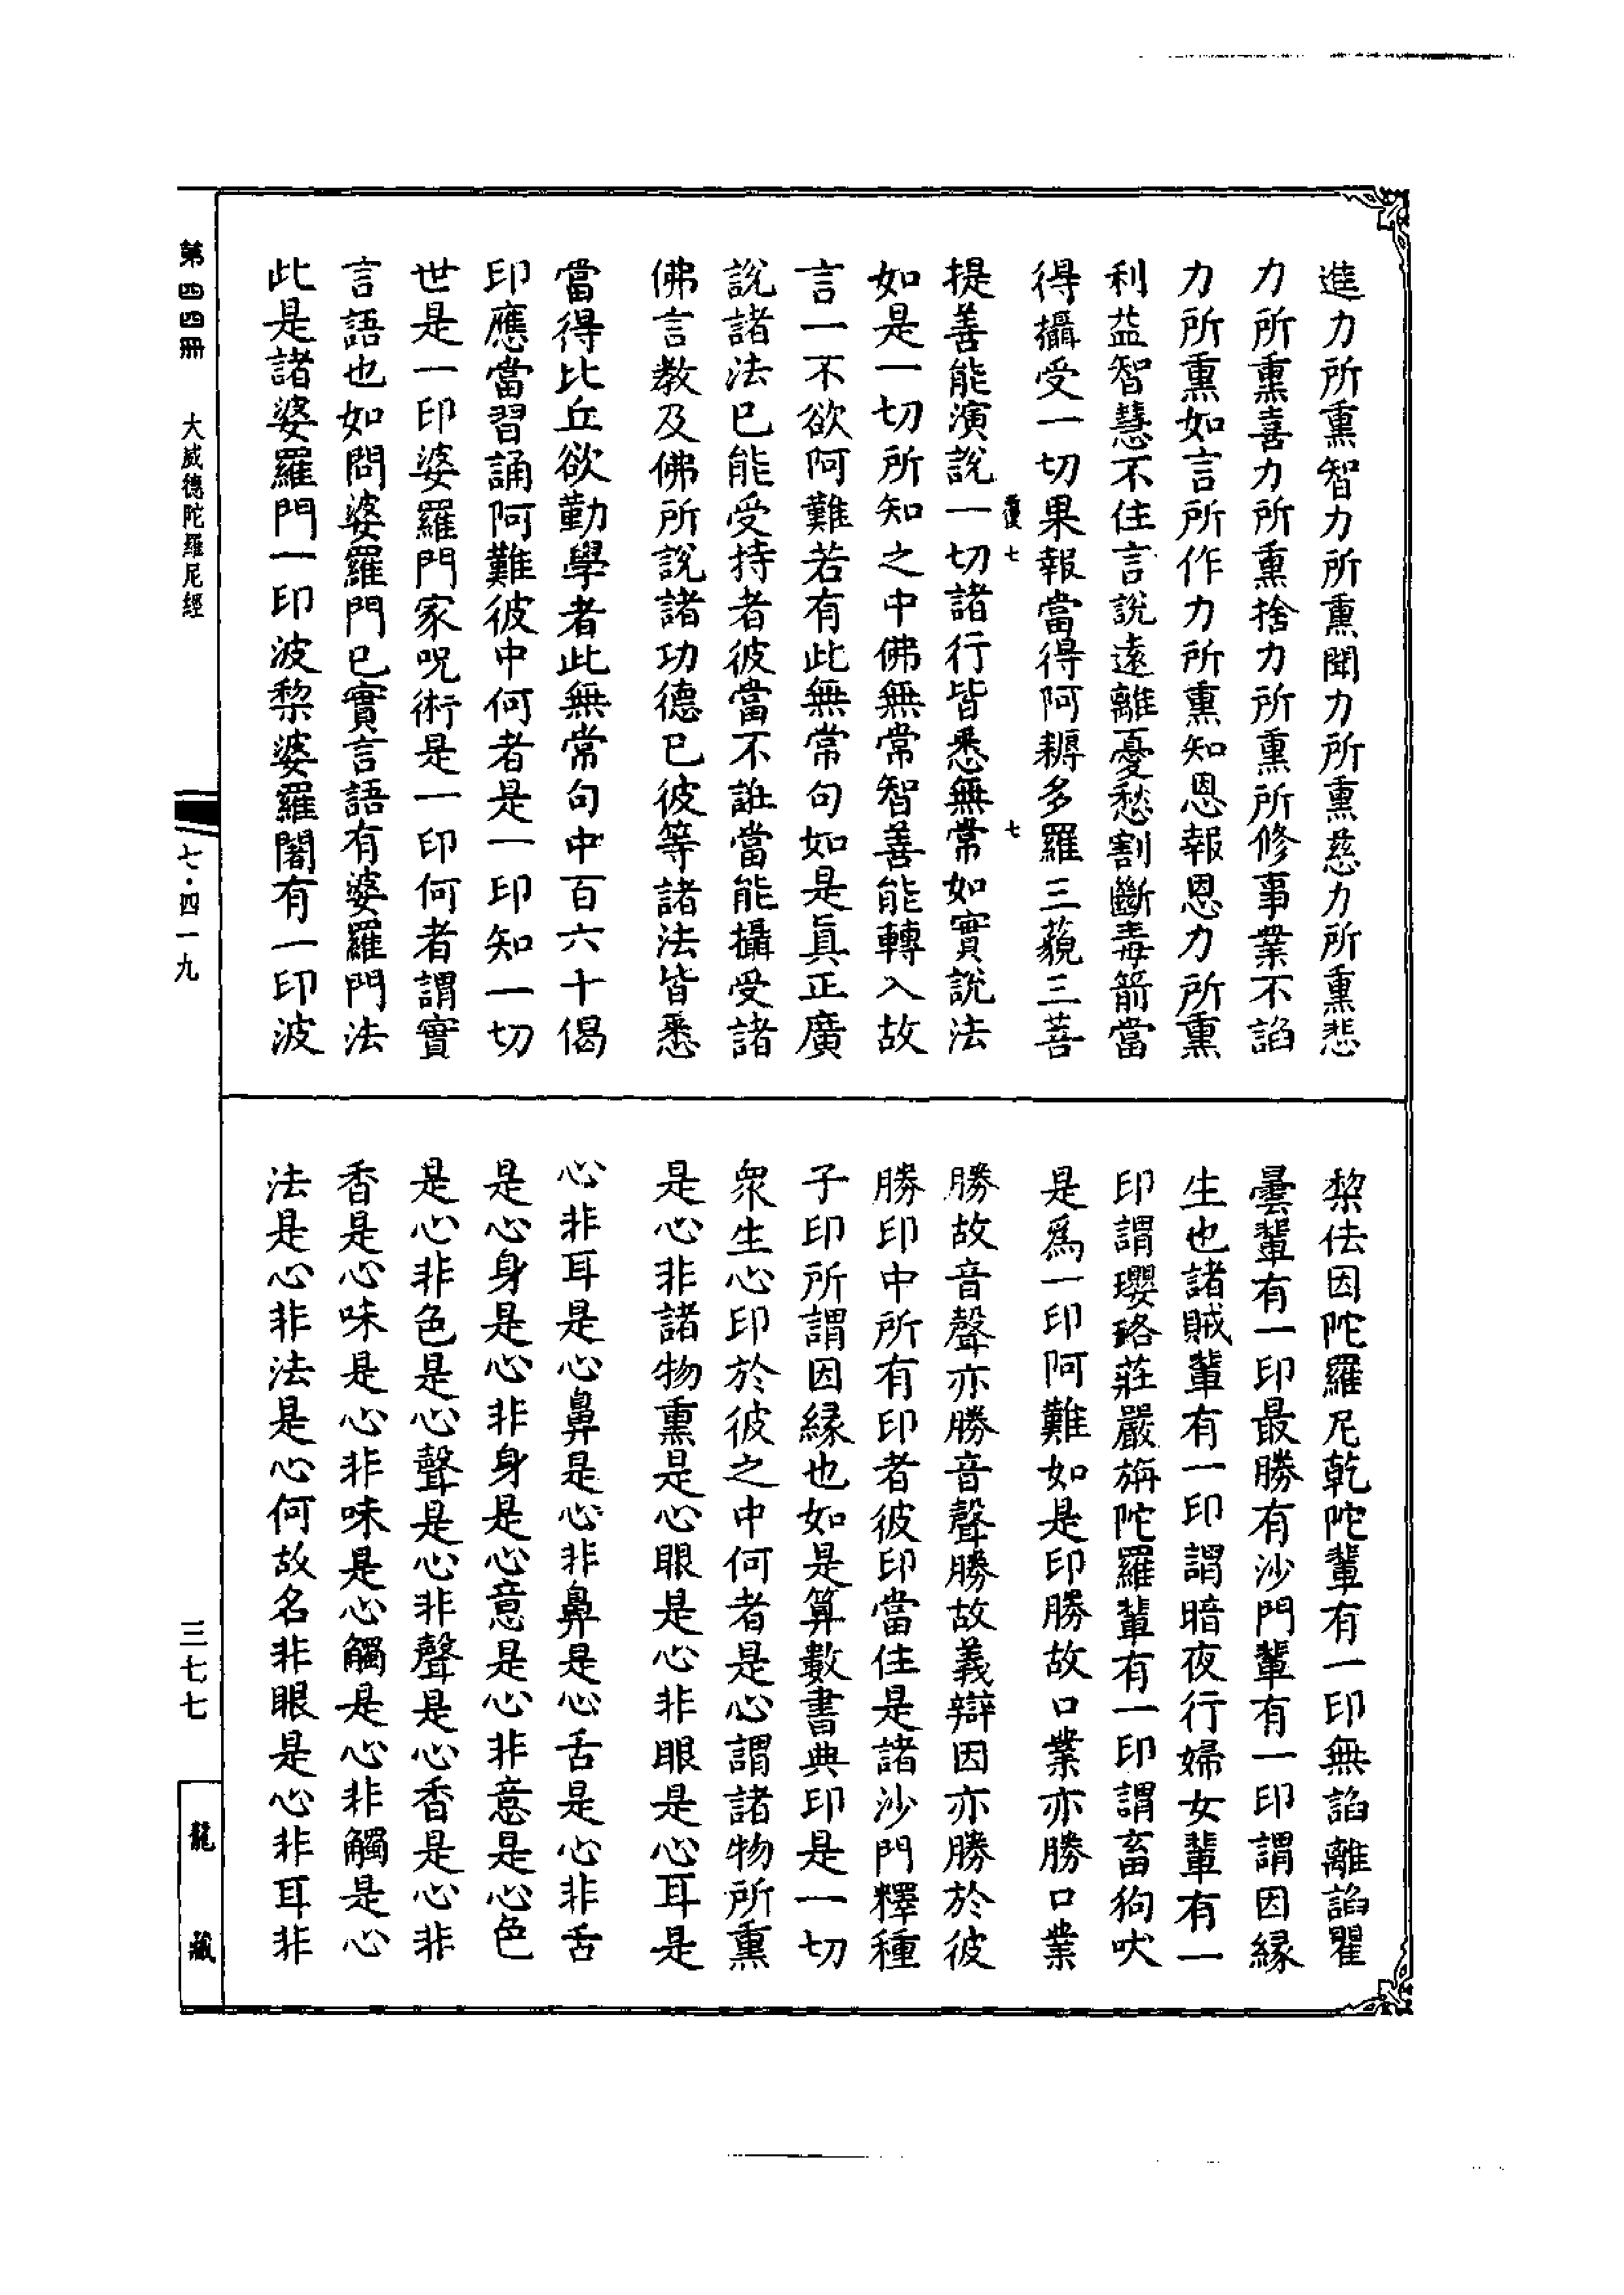 進力所熏智力所熏聞力所熏慈力所熏悲
力所熏喜力所熏捨力所熏所修事業不諂
力所熏如言所作力所熏知恩報恩力所熏
利益智慧不住言說遠離憂愁割斷毒箭當
得攝受一切果報當得阿耨多羅三藐三菩
七 七
提善能演說一切諸行皆悉無常如實說法
如是一切所知之中佛無常智善能轉入故
言一不欲阿難若有此無常句如是眞正廣
說諸法已能受持者彼當不誑當能攝受諸
佛言教及佛所說諸功德已彼等諸法皆悉
當得比丘欲勤學者此無常句中百六十偈
印應當習誦阿難彼中何者是一印知一切
世是一印婆羅門家呪術是一印何者謂實
言語也如問婆羅門已實言語有婆羅門法
此是諸婆羅門一印波黎婆羅闍有一印波
黎佉因陀羅尼乾陀輩有一印無諂離諂瞿
曇輩有一印最勝有沙門輩有一印謂因緣
生也諸賊輩有一印謂暗夜行婦女輩有一
印謂瓔珞莊嚴旃陀羅輩有一印謂畜狗吠
是爲一印阿難如是印勝故口業亦勝口業
勝故音聲亦勝音聲勝故義辯因亦勝於彼
勝印中所有印者彼印當住是諸沙門釋種
子印所謂因緣也如是算數書典印是一切
衆生心印於彼之中何者是心謂諸物所熏
是心非諸物熏是心眼是心非眼是心耳是
心非耳是心鼻是心非鼻是心舌是心非舌
是心身是心非身是心意是心非意是心色
是心非色是心聲是心非聲是心香是心非
香是心味是心非味是心觸是心非觸是心
法是心非法是心何故名非眼是心非耳非
第四四冊 大威德陀羅尼經
七·四一九
三七七
龍藏